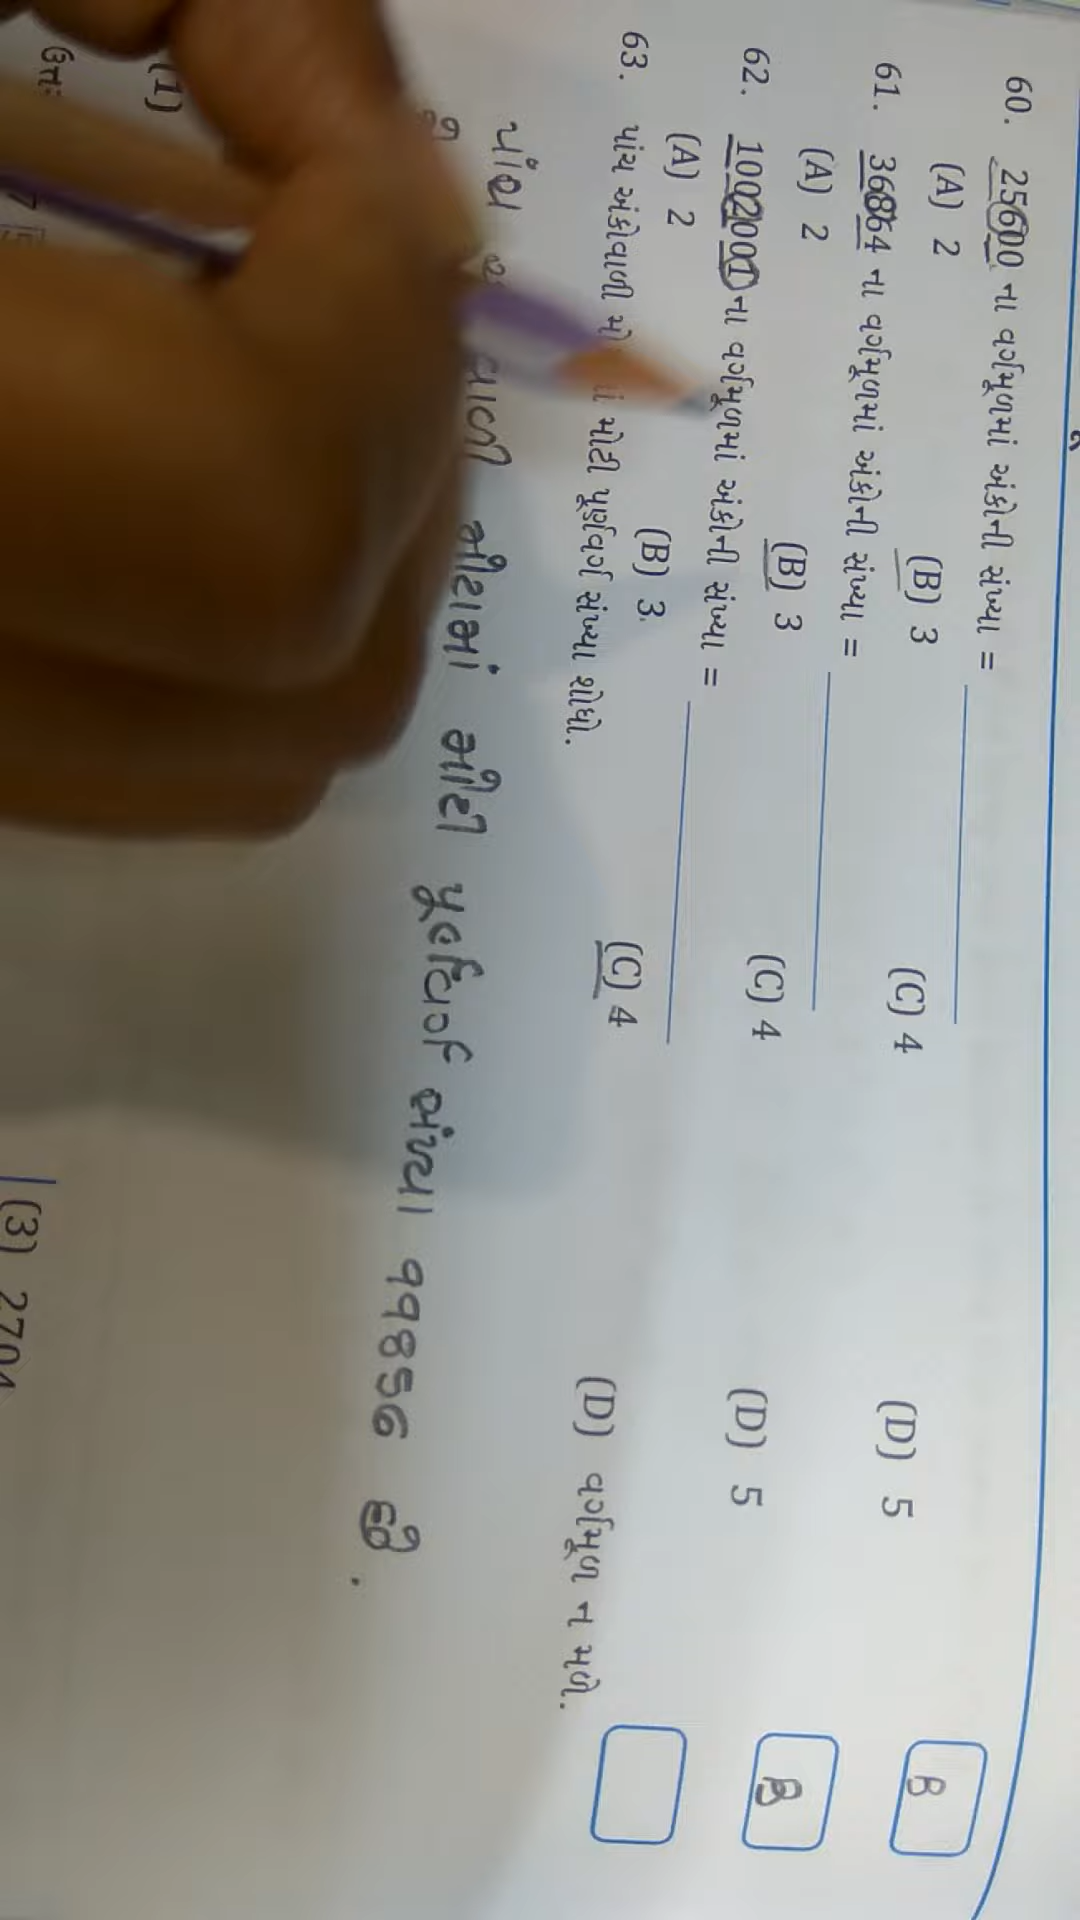 60. 25600 ના વર્ગમૂળમાં અંકોની સંખ્યા =
(A) 2 (B) 3 (C) 4 (D) 5 B
61. 36864 ના વર્ગમૂળમાં અંકોની સંખ્યા =
(A) 2 (B) 3 (C) 4 (D) 5 B
62. 1002001 ના વર્ગમૂળમાં અંકોની સંખ્યા =
(A) 2 (B) 3 (C) 4 (D) વર્ગમૂળ ન મળે.
63. પાંચ અંકોવાળી મોટી પૂર્ણવર્ગ સંખ્યા શોધો.
પાંચ મોટામાં મોટી પૂર્ણવર્ગ સંખ્યા ૧૧856 છે.
(1) (3) 2704